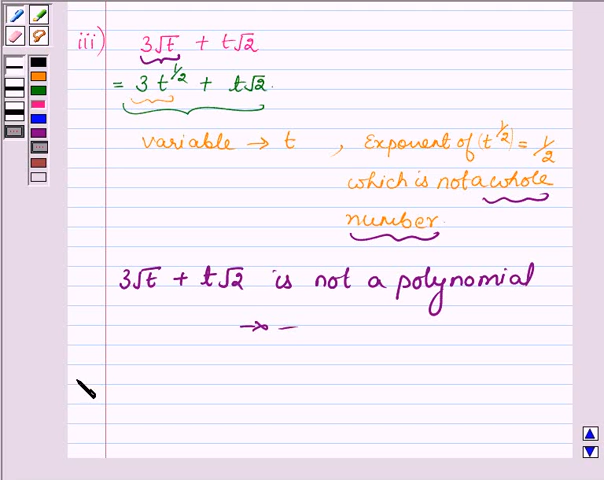 iii) 3√t + t√2
= 3 t^1/2 + t√2.
variable → t , Exponent of (t^1/2) = 1/2
which is not a whole
number.
3√t + t√2 is not a polynomial